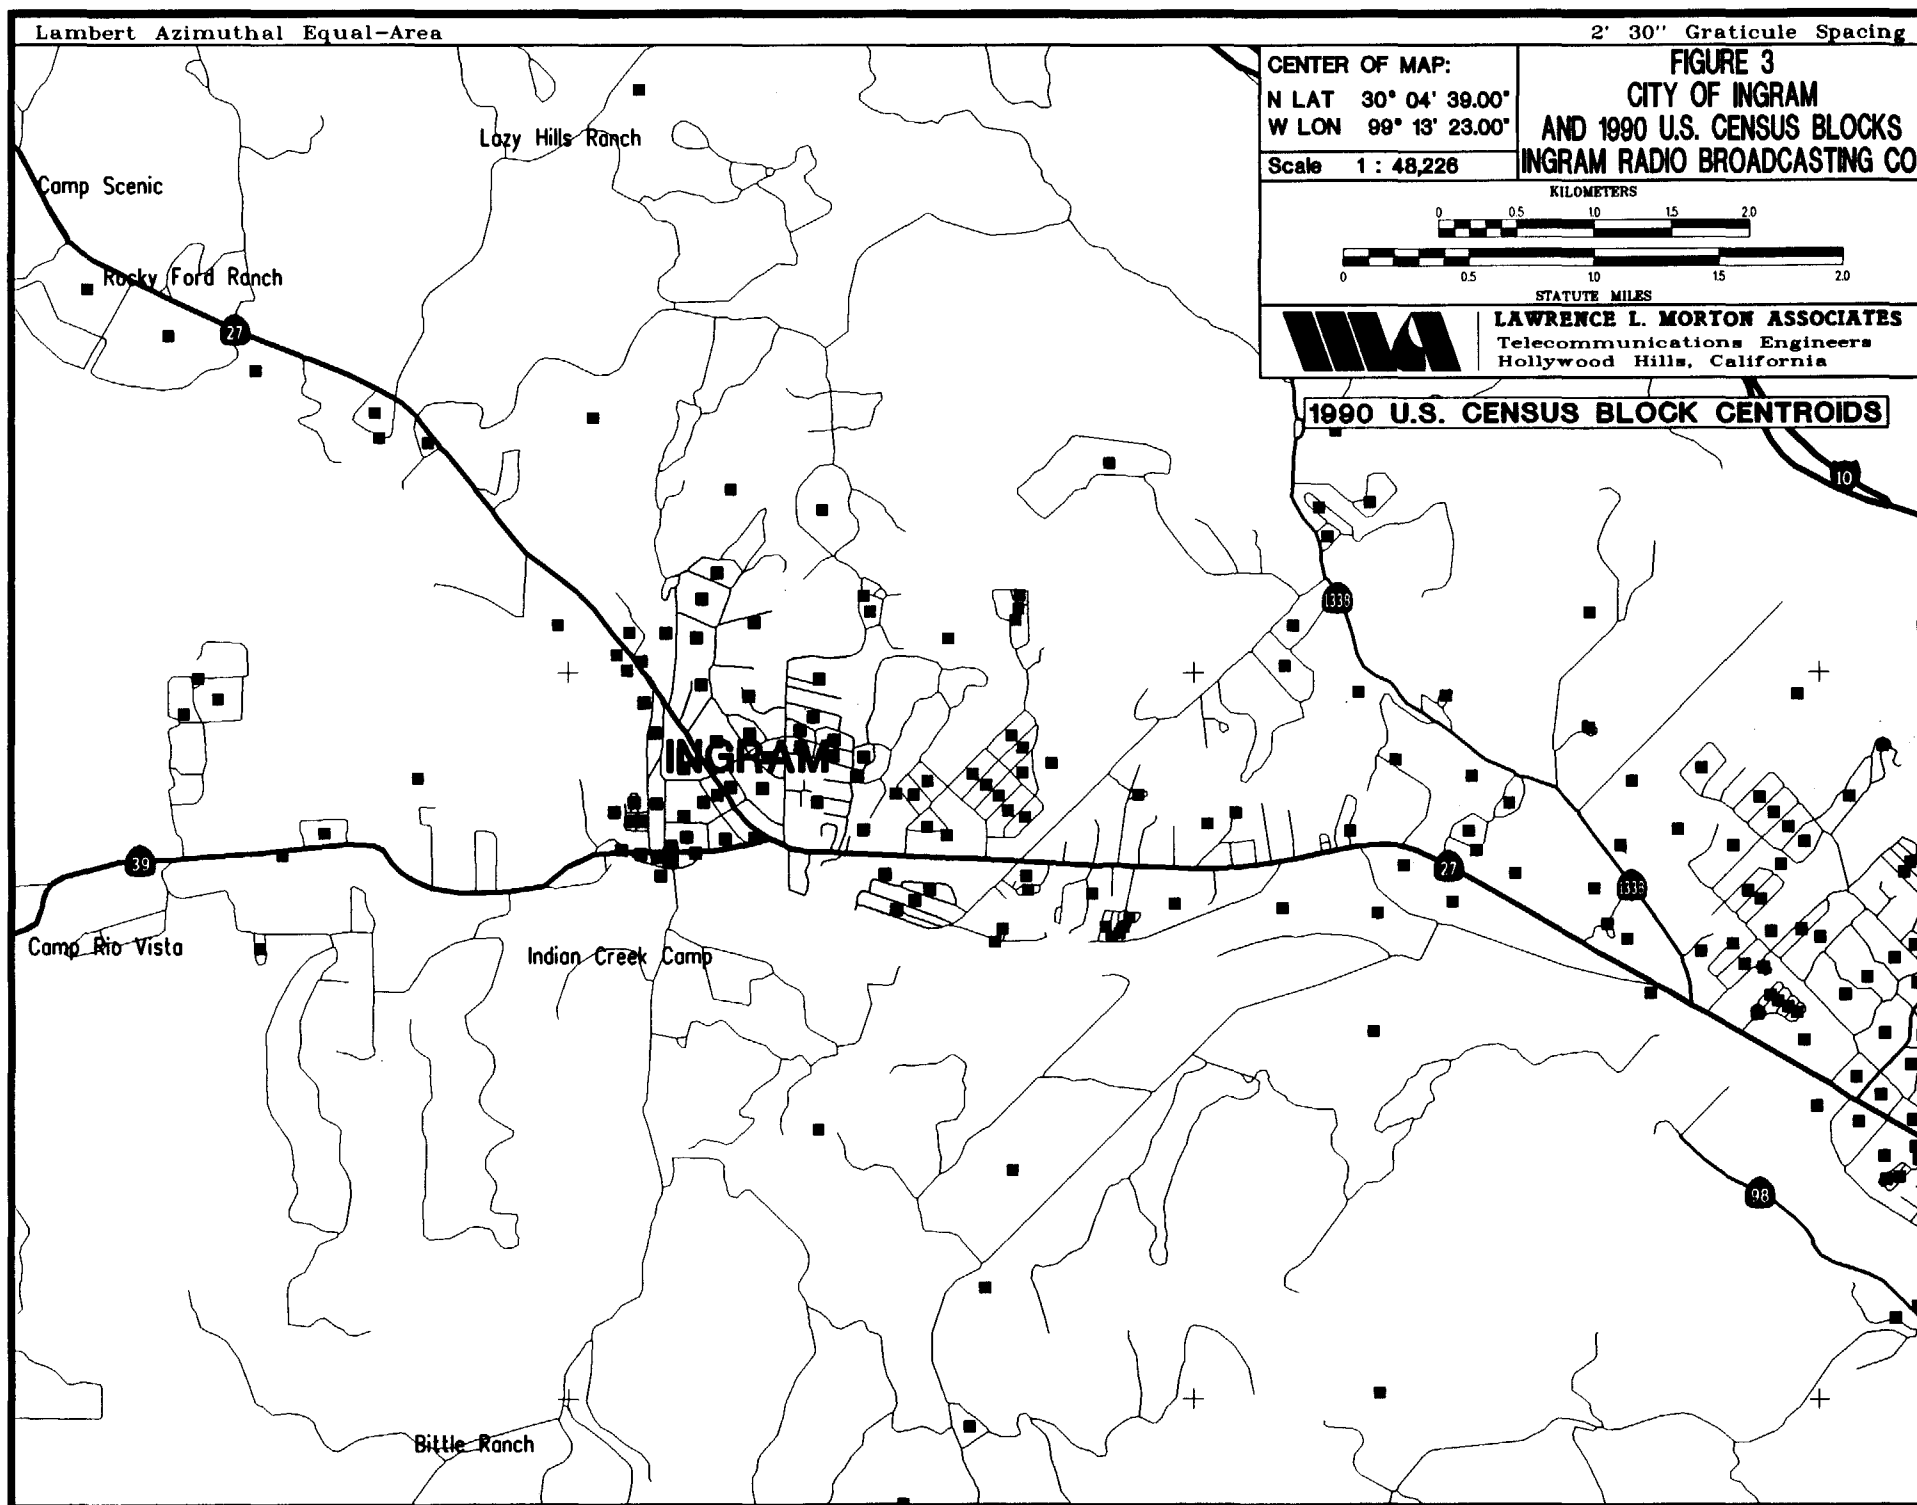 Lambert Azimuthal Equal-Area
2' 30'' Graticule Spacing
CENTER OF MAP:
N LAT 30° 04' 39.00"
W LON 99° 13' 23.00"
Scale 1 : 48,226
FIGURE 3
CITY OF INGRAM
AND 1990 U.S. CENSUS BLOCKS
INGRAM RADIO BROADCASTING CO
KILOMETERS
0 0.5 1.0 1.5 2.0
0 0.5 1.0 1.5 2.0
STATUTE MILES
LAWRENCE L. MORTON ASSOCIATES
Telecommunications Engineers
Hollywood Hills, California
1990 U.S. CENSUS BLOCK CENTROIDS
Lazy Hills Ranch
Camp Scenic
Rocky Ford Ranch
27
10
1338
INGRAM
39
27
1338
Camp Rio Vista
Indian Creek Camp
98
Bittle Ranch